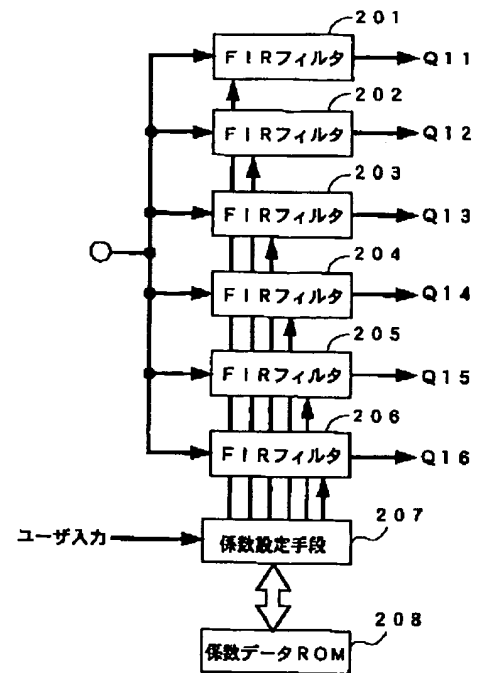 201
FIRフィルタ
Q11
202
FIRフィルタ
Q12
203
FIRフィルタ
Q13
204
FIRフィルタ
Q14
205
FIRフィルタ
Q15
206
FIRフィルタ
Q16
207
ユーザ入力
係数設定手段
208
係数データROM